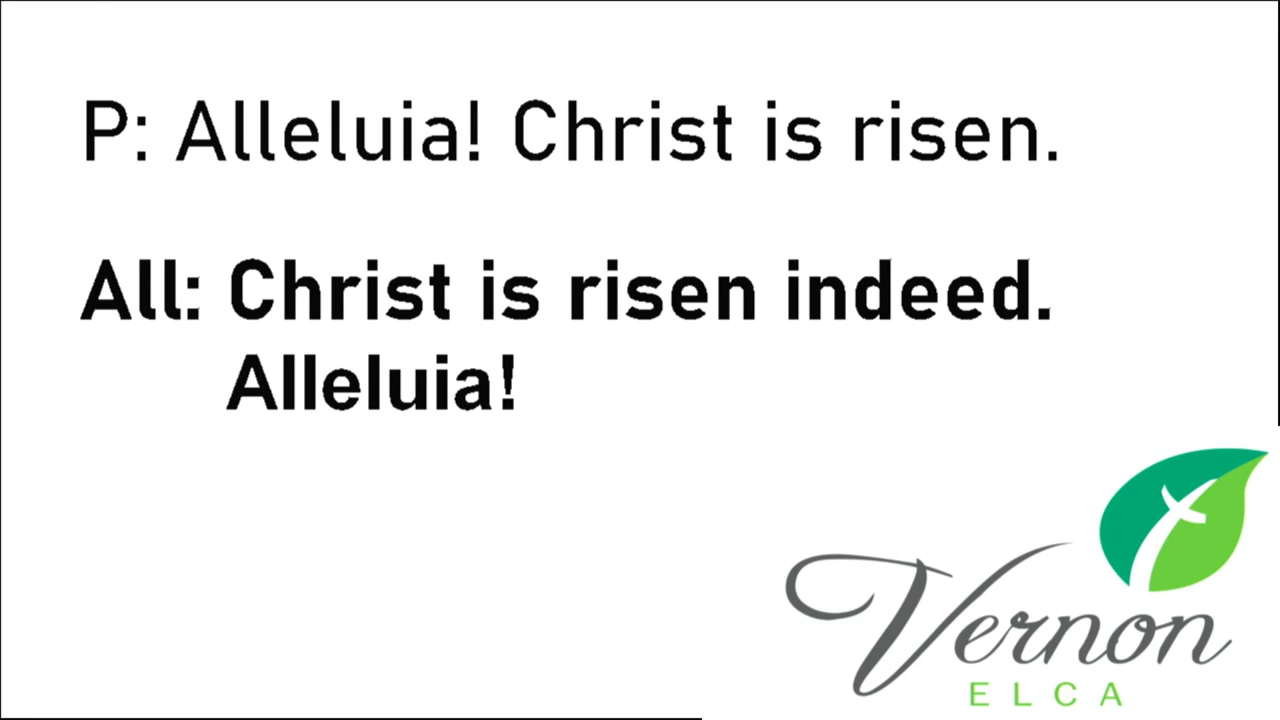 P: Alleluia! Christ is risen.
All: Christ is risen indeed.
Alleluia!
Vernon
ELCA